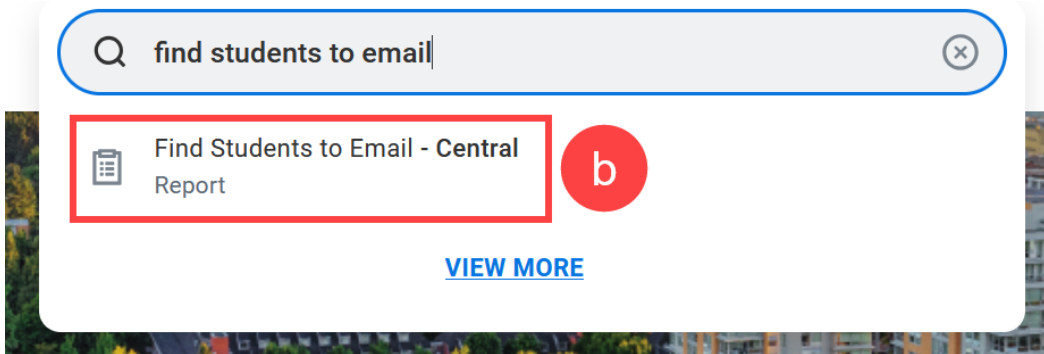 find students to email
Find Students to Email - Central
Report
b
VIEW MORE